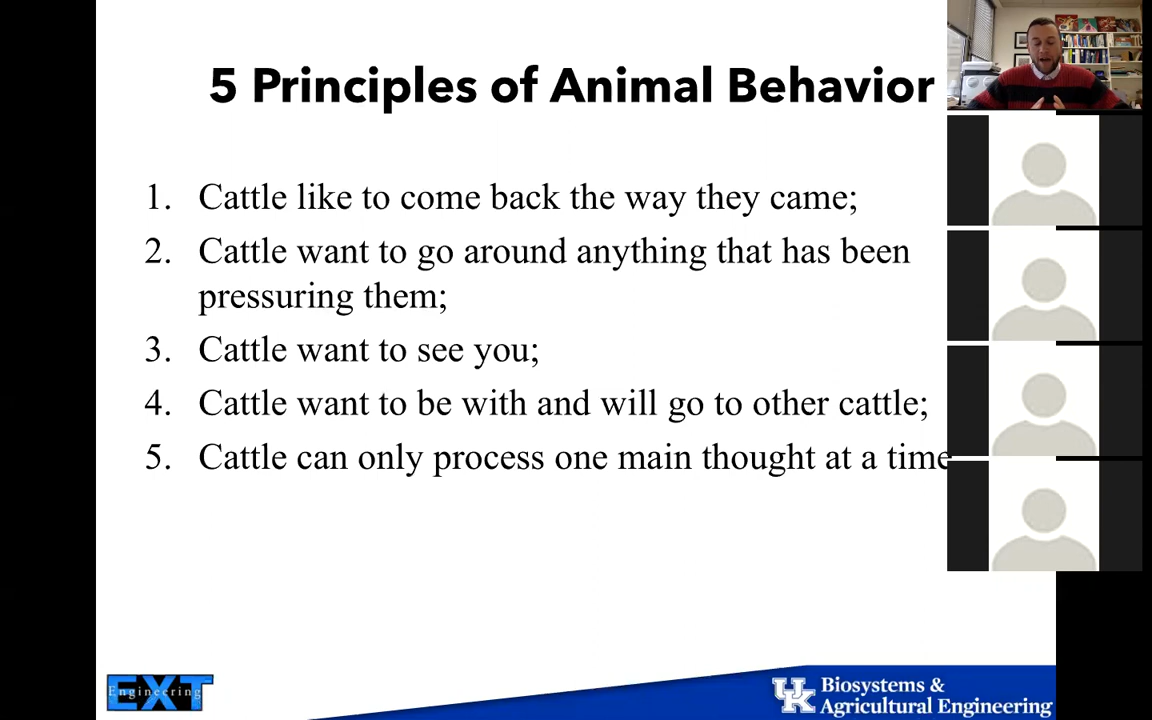 5 Principles of Animal Behavior
1. Cattle like to come back the way they came;
2. Cattle want to go around anything that has been
pressuring them;
3. Cattle want to see you;
4. Cattle want to be with and will go to other cattle;
5. Cattle can only process one main thought at a time
EXT
Engineering
UK
Biosystems &
Agricultural Engineering